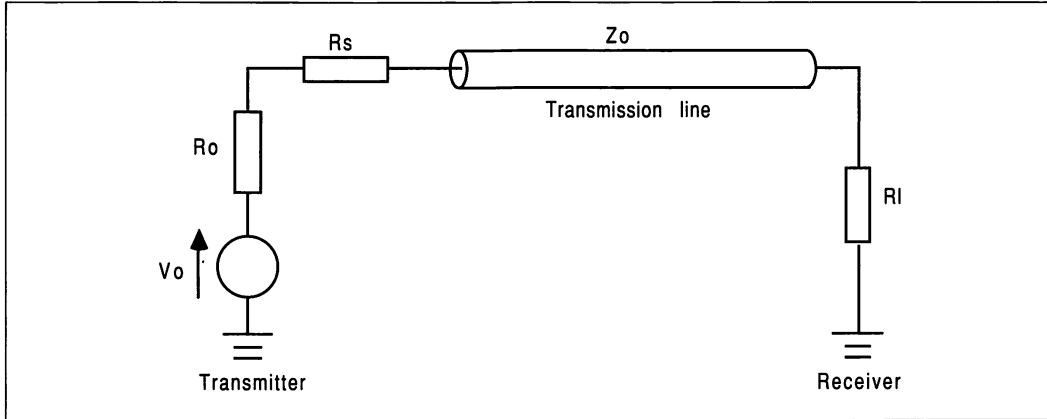 Rs
Zo
Transmission line
Ro
Rl
Vo
Transmitter
Receiver